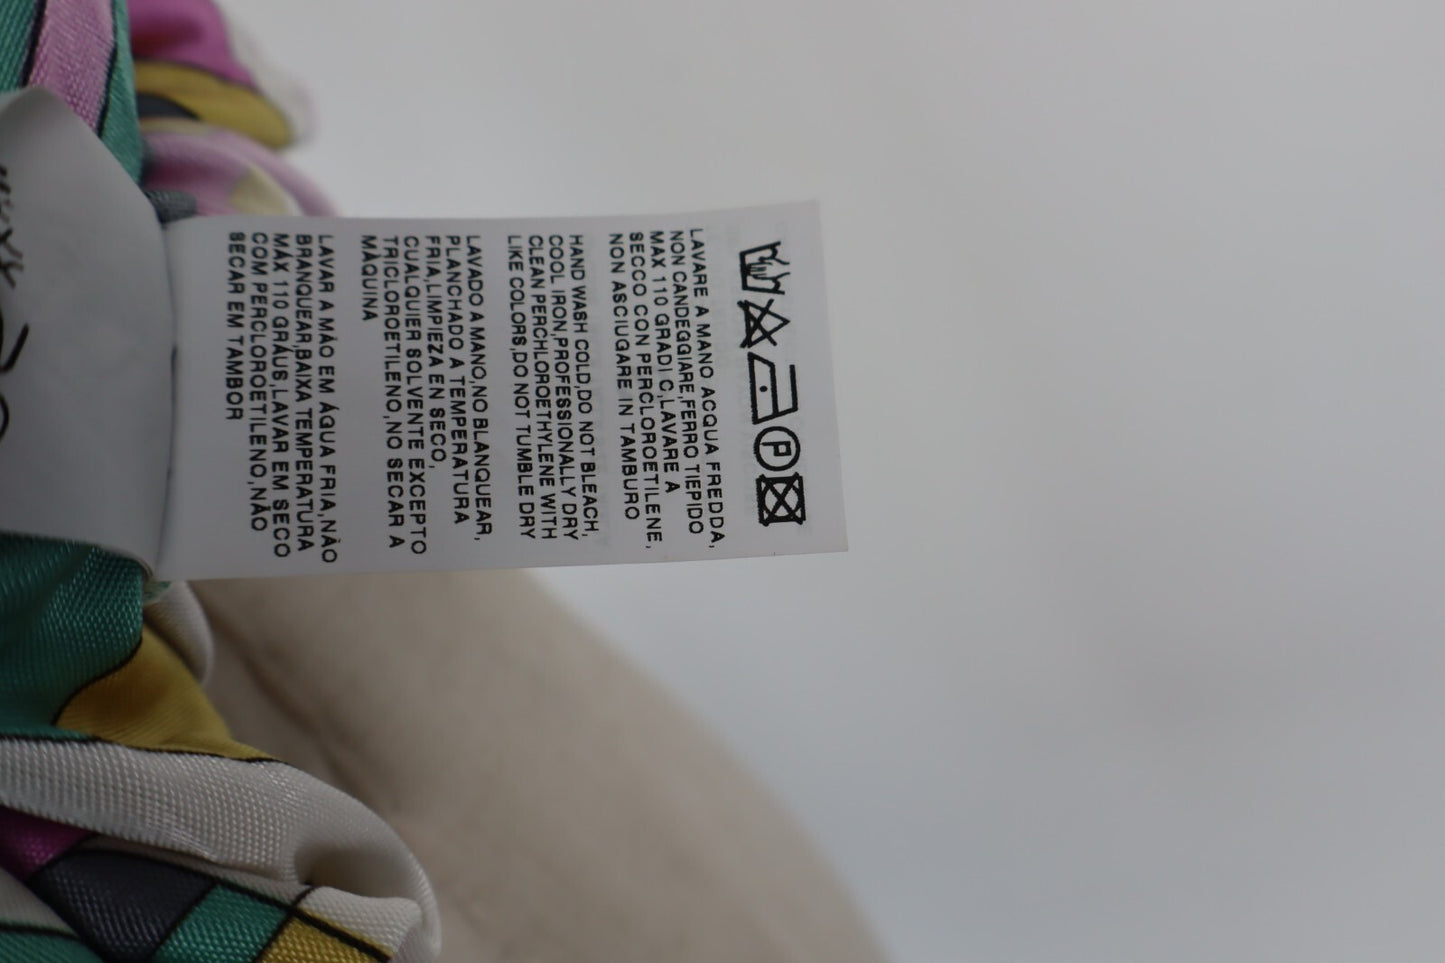 P
LAVARE A MANO ACQUA FREDDA,
NON CANDEGGIARE,FERRO TIEPIDO
MAX 110 GRADI C,LAVARE A
SECCO CON PERCLOROETILENE,
NON ASCIUGARE IN TAMBURO
HAND WASH COLD,DO NOT BLEACH,
COOL IRON,PROFESSIONALLY DRY
CLEAN PERCHLOROETHYLENE WITH
LIKE COLORS,DO NOT TUMBLE DRY
LAVADO A MANO,NO BLANQUEAR,
PLANCHADO A TEMPERATURA
FRIA,LIMPIEZA EN SECO,
CUALQUIER SOLVENTE EXCEPTO
TRICLOROETILENO,NO SECAR A
MÁQUINA
LAVAR A MÁO EM ÁGUA FRIA,NÃO
BRANQUEAR,BAIXA TEMPERATURA
MÁX 110 GRÁUS,LAVAR EM SECO
COM PERCLOROETILENO,NÃO
SECAR EM TAMBOR